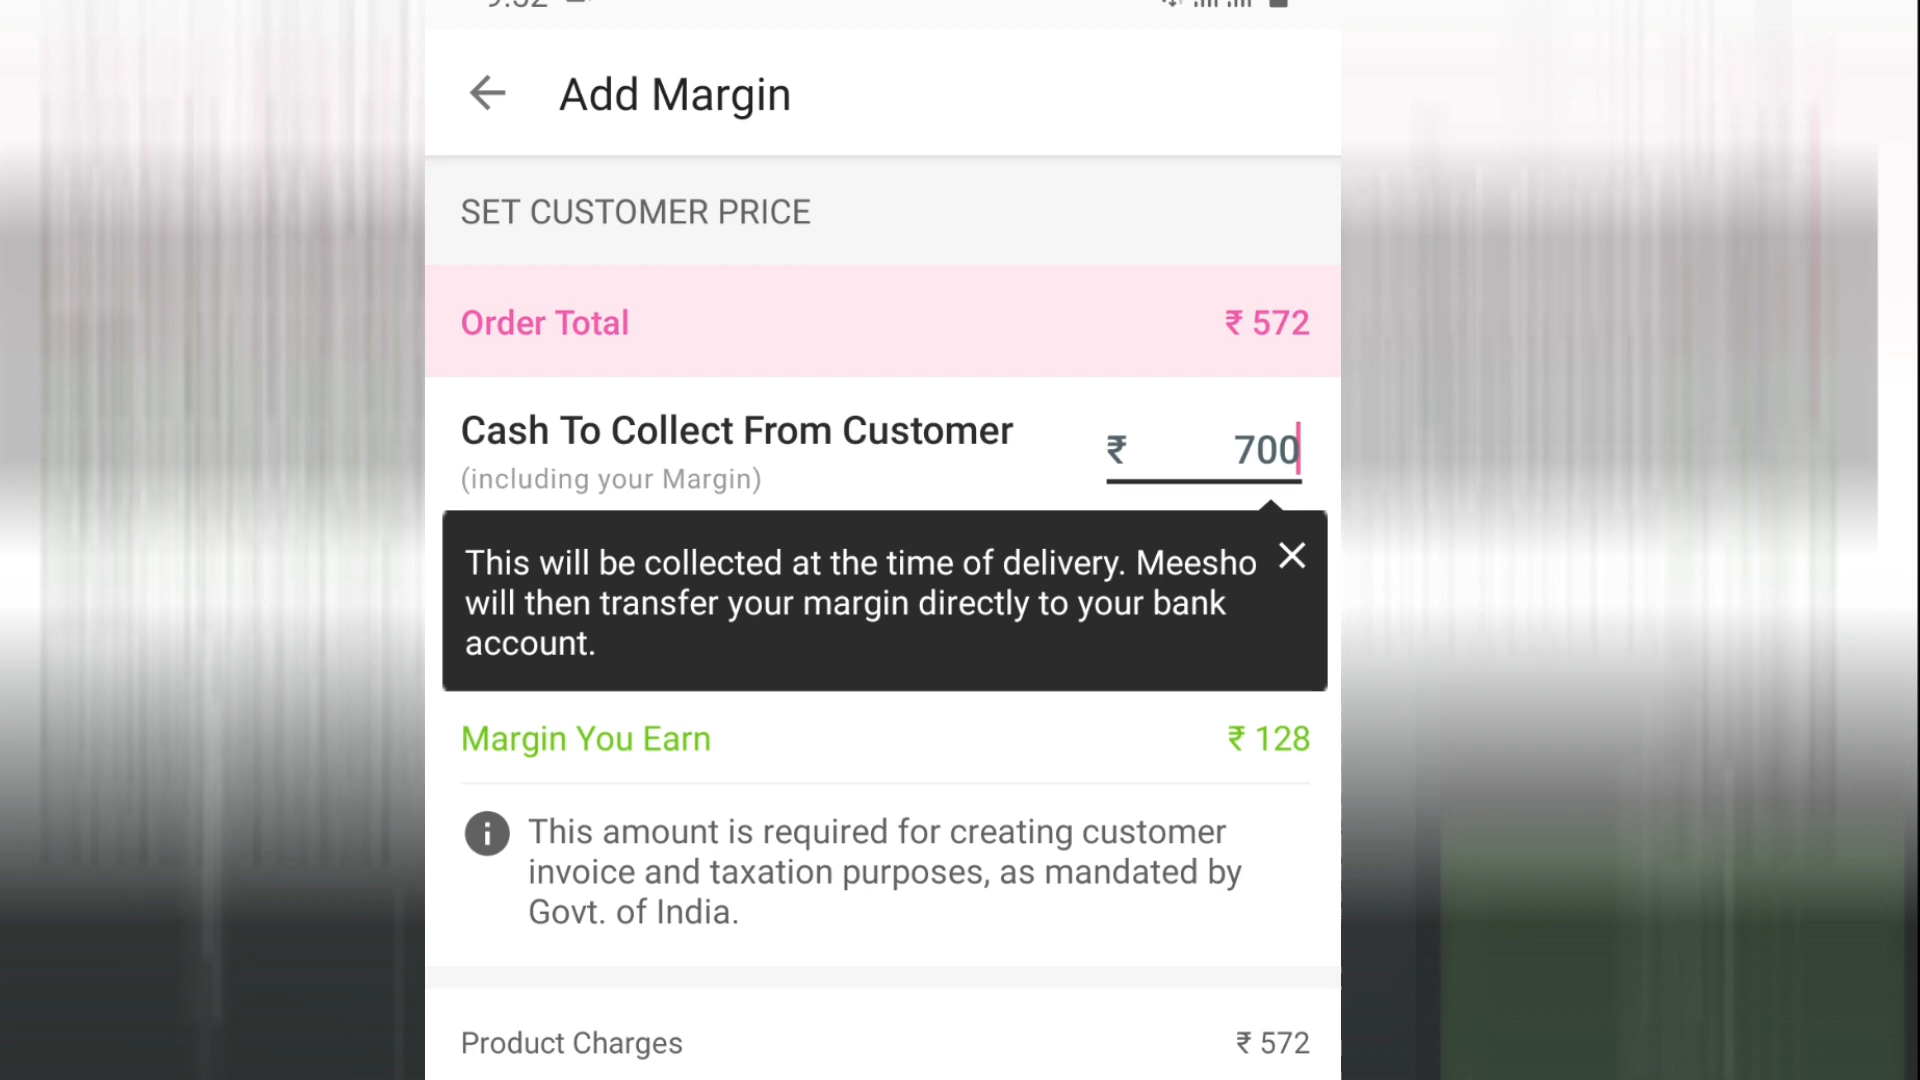 Add Margin
SET CUSTOMER PRICE
Order Total ₹ 572
Cash To Collect From Customer ₹ 700
(including your Margin)
This will be collected at the time of delivery. Meesho
will then transfer your margin directly to your bank
account.
Margin You Earn ₹ 128
This amount is required for creating customer
invoice and taxation purposes, as mandated by
Govt. of India.
Product Charges ₹ 572